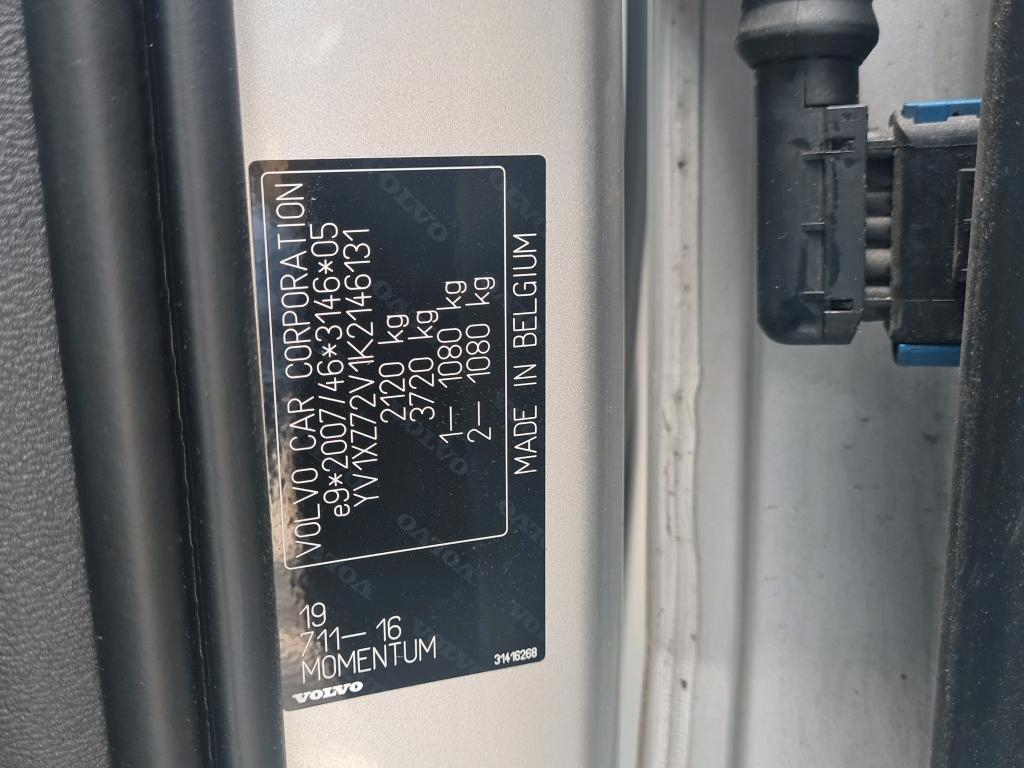 VOLVO CAR CORPORATION
e9*2007/46*3146*05
YV1XZ72V1K2146131
2120 kg
3720 kg
1— 1080 kg
2— 1080 kg
MADE IN BELGIUM
19
711— 16
MOMENTUM
VOLVO
31416268